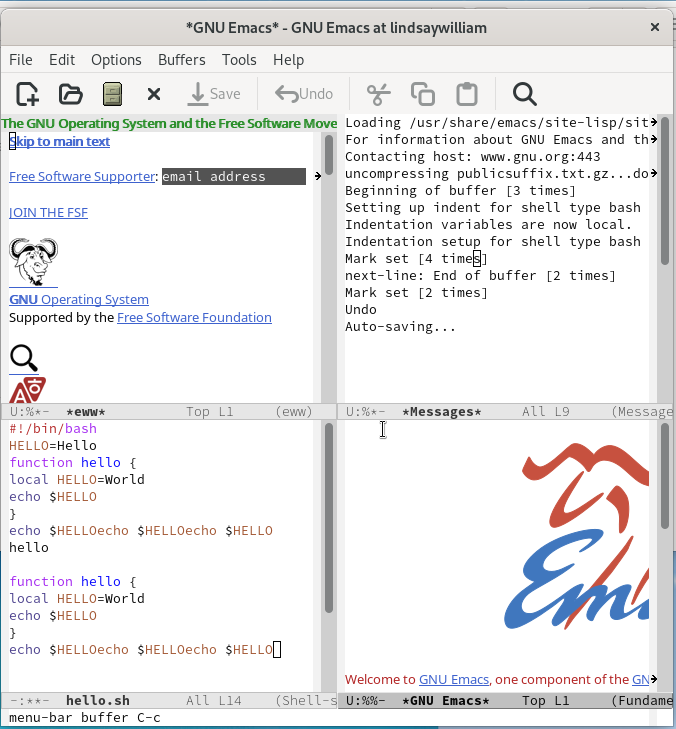 *GNU Emacs* - GNU Emacs at lindsaywilliam
File Edit Options Buffers Tools Help
Save Undo
The GNU Operating System and the Free Software Move
Skip to main text
Free Software Supporter: email address
JOIN THE FSF
GNU Operating System
Supported by the Free Software Foundation
U:%*- *eww* Top L1 (eww)
Loading /usr/share/emacs/site-lisp/sit
For information about GNU Emacs and th
Contacting host: www.gnu.org:443
uncompressing publicsuffix.txt.gz...do
Beginning of buffer [3 times]
Setting up indent for shell type bash
Indentation variables are now local.
Indentation setup for shell type bash
Mark set [4 times]
next-line: End of buffer [2 times]
Mark set [2 times]
Undo
Auto-saving...
U:%*- *Messages* All L9 (Message
#!/bin/bash
HELLO=Hello
function hello {
local HELLO=World
echo $HELLO
}
echo $HELLOecho $HELLOecho $HELLO
hello
function hello {
local HELLO=World
echo $HELLO
}
echo $HELLOecho $HELLOecho $HELLO
-:**- hello.sh All L14 (Shell-s
Em
Welcome to GNU Emacs, one component of the GN
U:%%- *GNU Emacs* Top L1 (Fundame
menu-bar buffer C-c